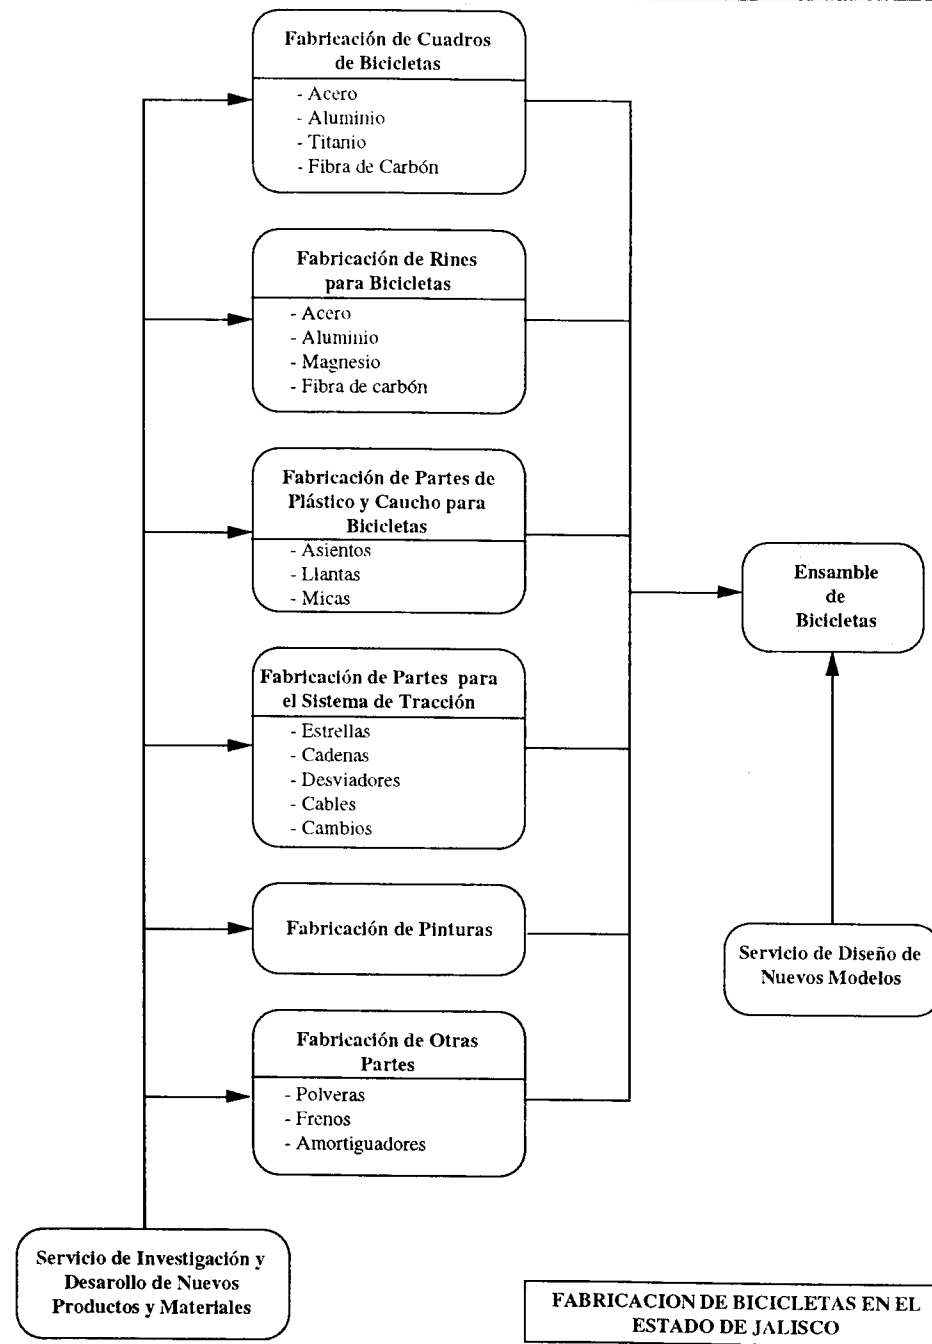 Fabricación de Cuadros
de Bicicletas
- Acero
- Aluminio
- Titanio
- Fibra de Carbón
Fabricación de Rines
para Bicicletas
- Acero
- Aluminio
- Magnesio
- Fibra de carbón
Fabricación de Partes de
Plástico y Caucho para
Bicicletas
- Asientos
- Llantas
- Micas
Fabricación de Partes para
el Sistema de Tracción
- Estrellas
- Cadenas
- Desviadores
- Cables
- Cambios
Fabricación de Pinturas
Fabricación de Otras
Partes
- Polveras
- Frenos
- Amortiguadores
Servicio de Investigación y
Desarollo de Nuevos
Productos y Materiales
Ensamble
de
Bicicletas
Servicio de Diseño de
Nuevos Modelos
FABRICACION DE BICICLETAS EN EL
ESTADO DE JALISCO